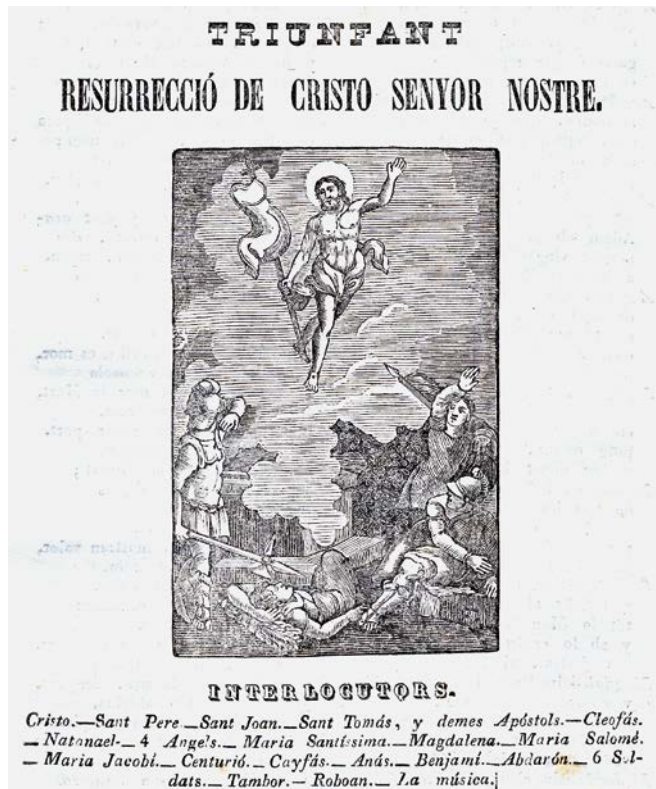 TRIUNFANT
RESURRECCIÓ DE CRISTO SENYOR NOSTRE.
INTERLOCUTORS.
Cristo.—Sant Pere—Sant Joan.—Sant Tomás, y demes Apóstols.—Cleofás.
—Natanael-—4 Angels.—Maria Santíssima.—Magdalena.—Maria Salomé.
—Maria Jacobi.—Centurió.—Cayfás.—Anás.—Benjamí.—Abdarón.—6 Sol-
dats.—Tambor.—Roboan.—La música.